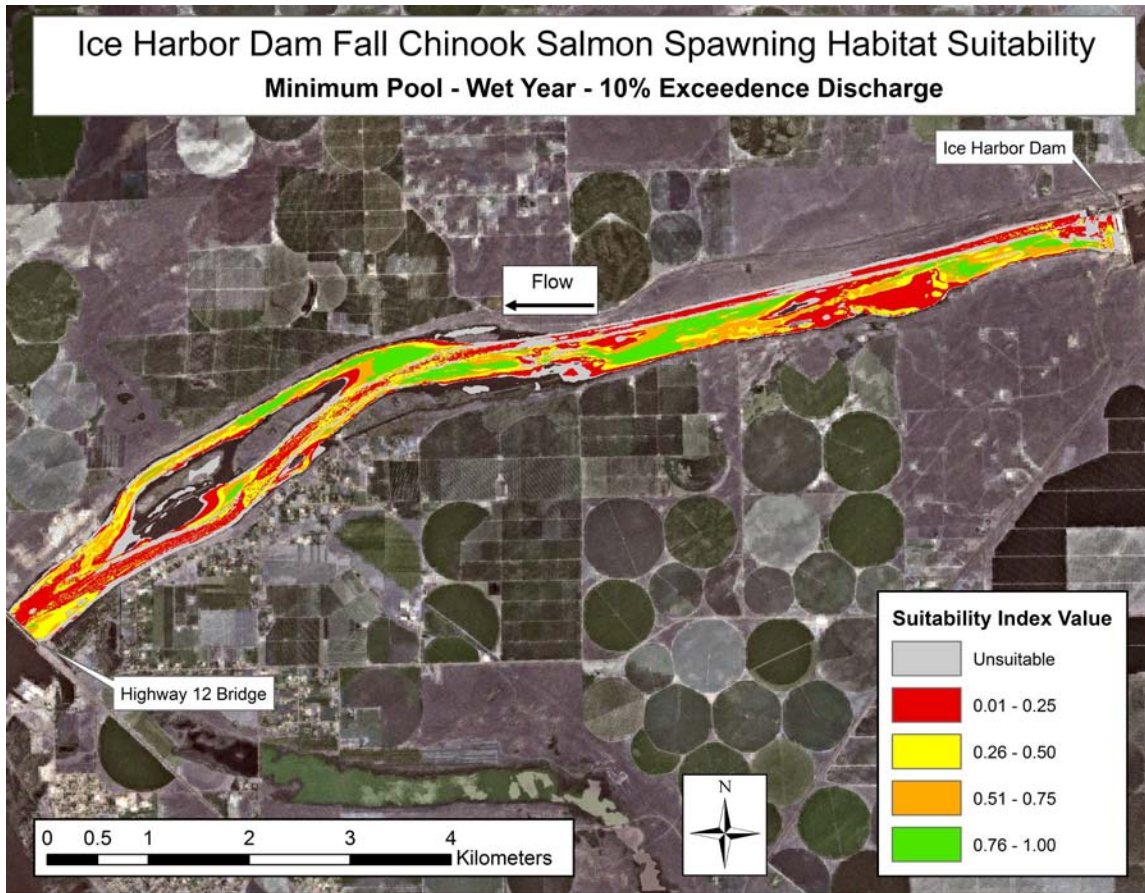 Ice Harbor Dam Fall Chinook Salmon Spawning Habitat Suitability
Minimum Pool - Wet Year - 10% Exceedence Discharge
Ice Harbor Dam
Flow
Highway 12 Bridge
Suitability Index Value
Unsuitable
0.01 - 0.25
0.26 - 0.50
0.51 - 0.75
0.76 - 1.00
N
0 0.5 1 2 3 4
Kilometers